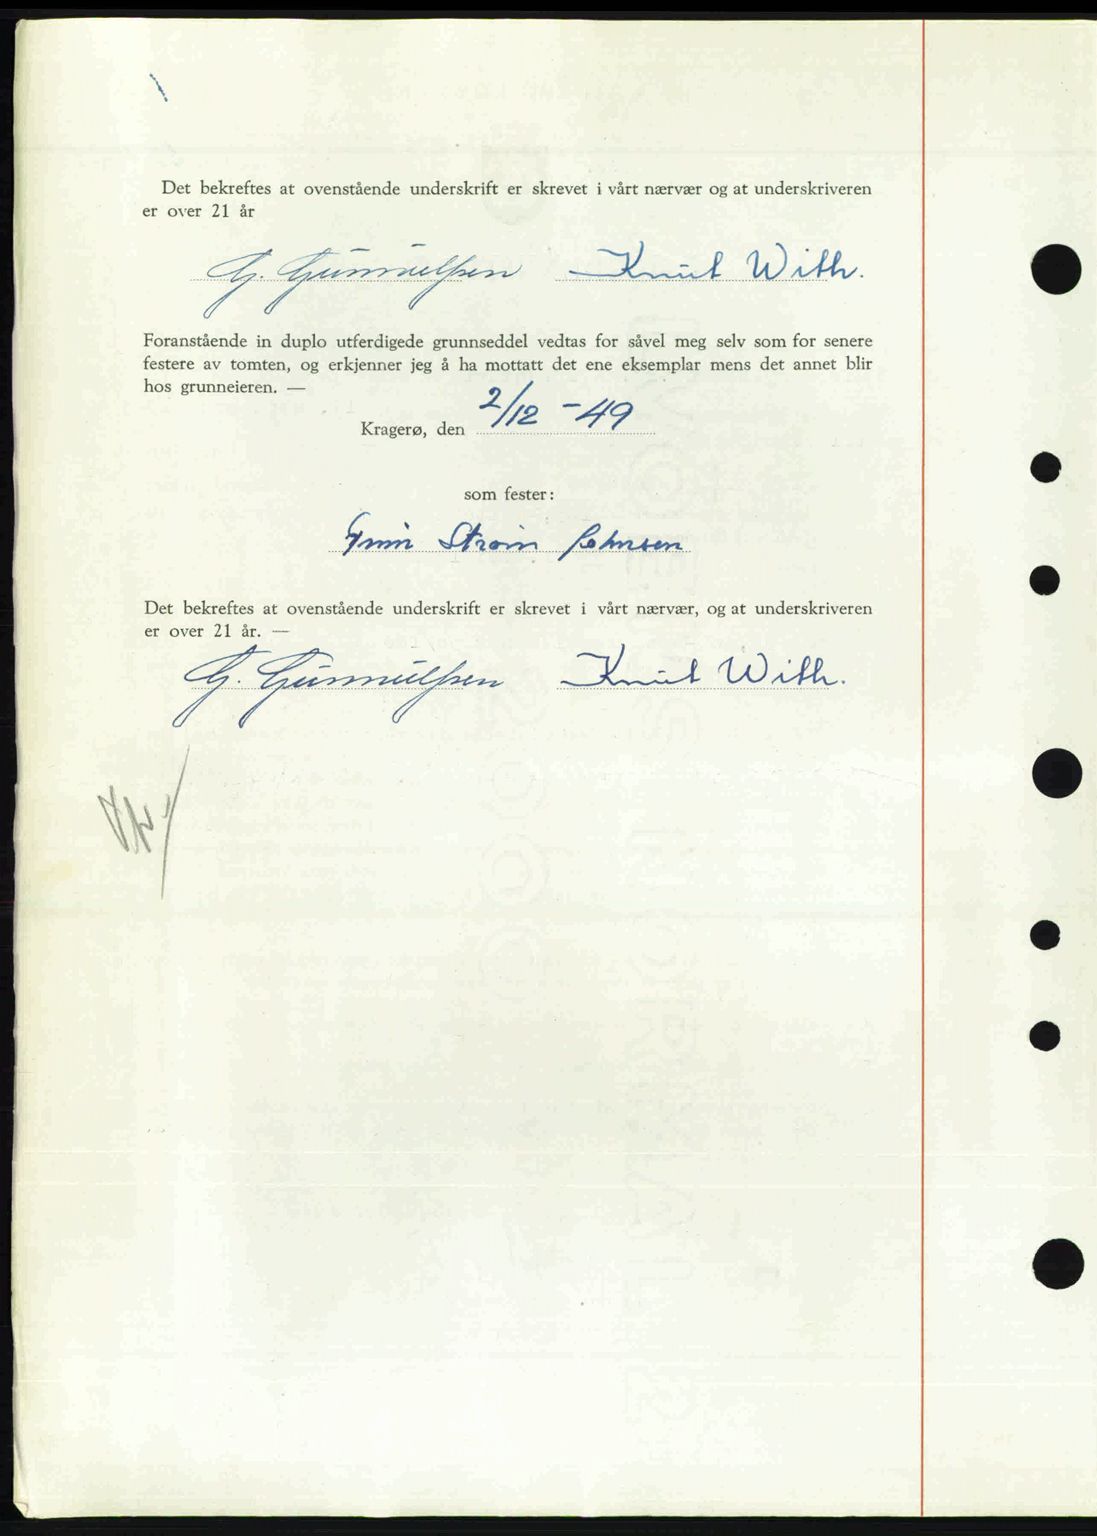 Det bekreftes at ovenstående underskrift er skrevet i vårt nærvær og at underskriveren
er over 21 år
G. Gunnulfsen Knut With.
Foranstående in duplo utferdigede grunnseddel vedtas for såvel meg selv som for senere
festere av tomten, og erkjenner jeg å ha mottatt det ene eksemplar mens det annet blir
hos grunneieren. —
Kragerø, den 2/12 - 49
som fester:
Strøm Johnsen
Det bekreftes at ovenstående underskrift er skrevet i vårt nærvær, og at underskriveren
er over 21 år. —
G. Gunnulfsen Knut With.